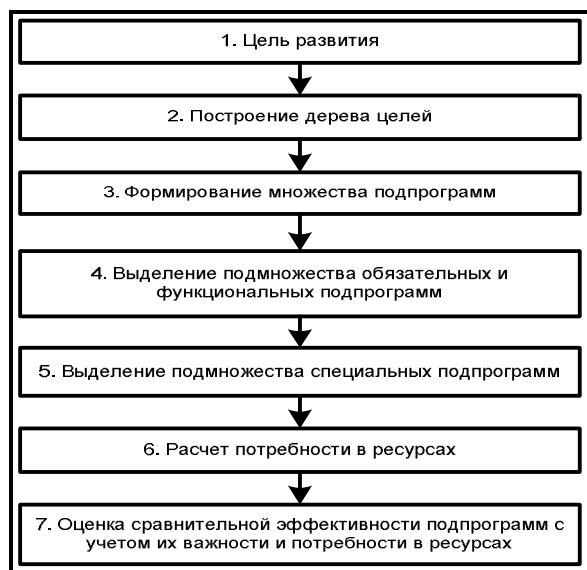 1. Цель развития
2. Построение дерева целей
3. Формирование множества подпрограмм
4. Выделение подмножества обязательных и
функциональных подпрограмм
5. Выделение подмножества специальных подпрограмм
6. Расчет потребности в ресурсах
7. Оценка сравнительной эффективности подпрограмм с
учетом их важности и потребности в ресурсах